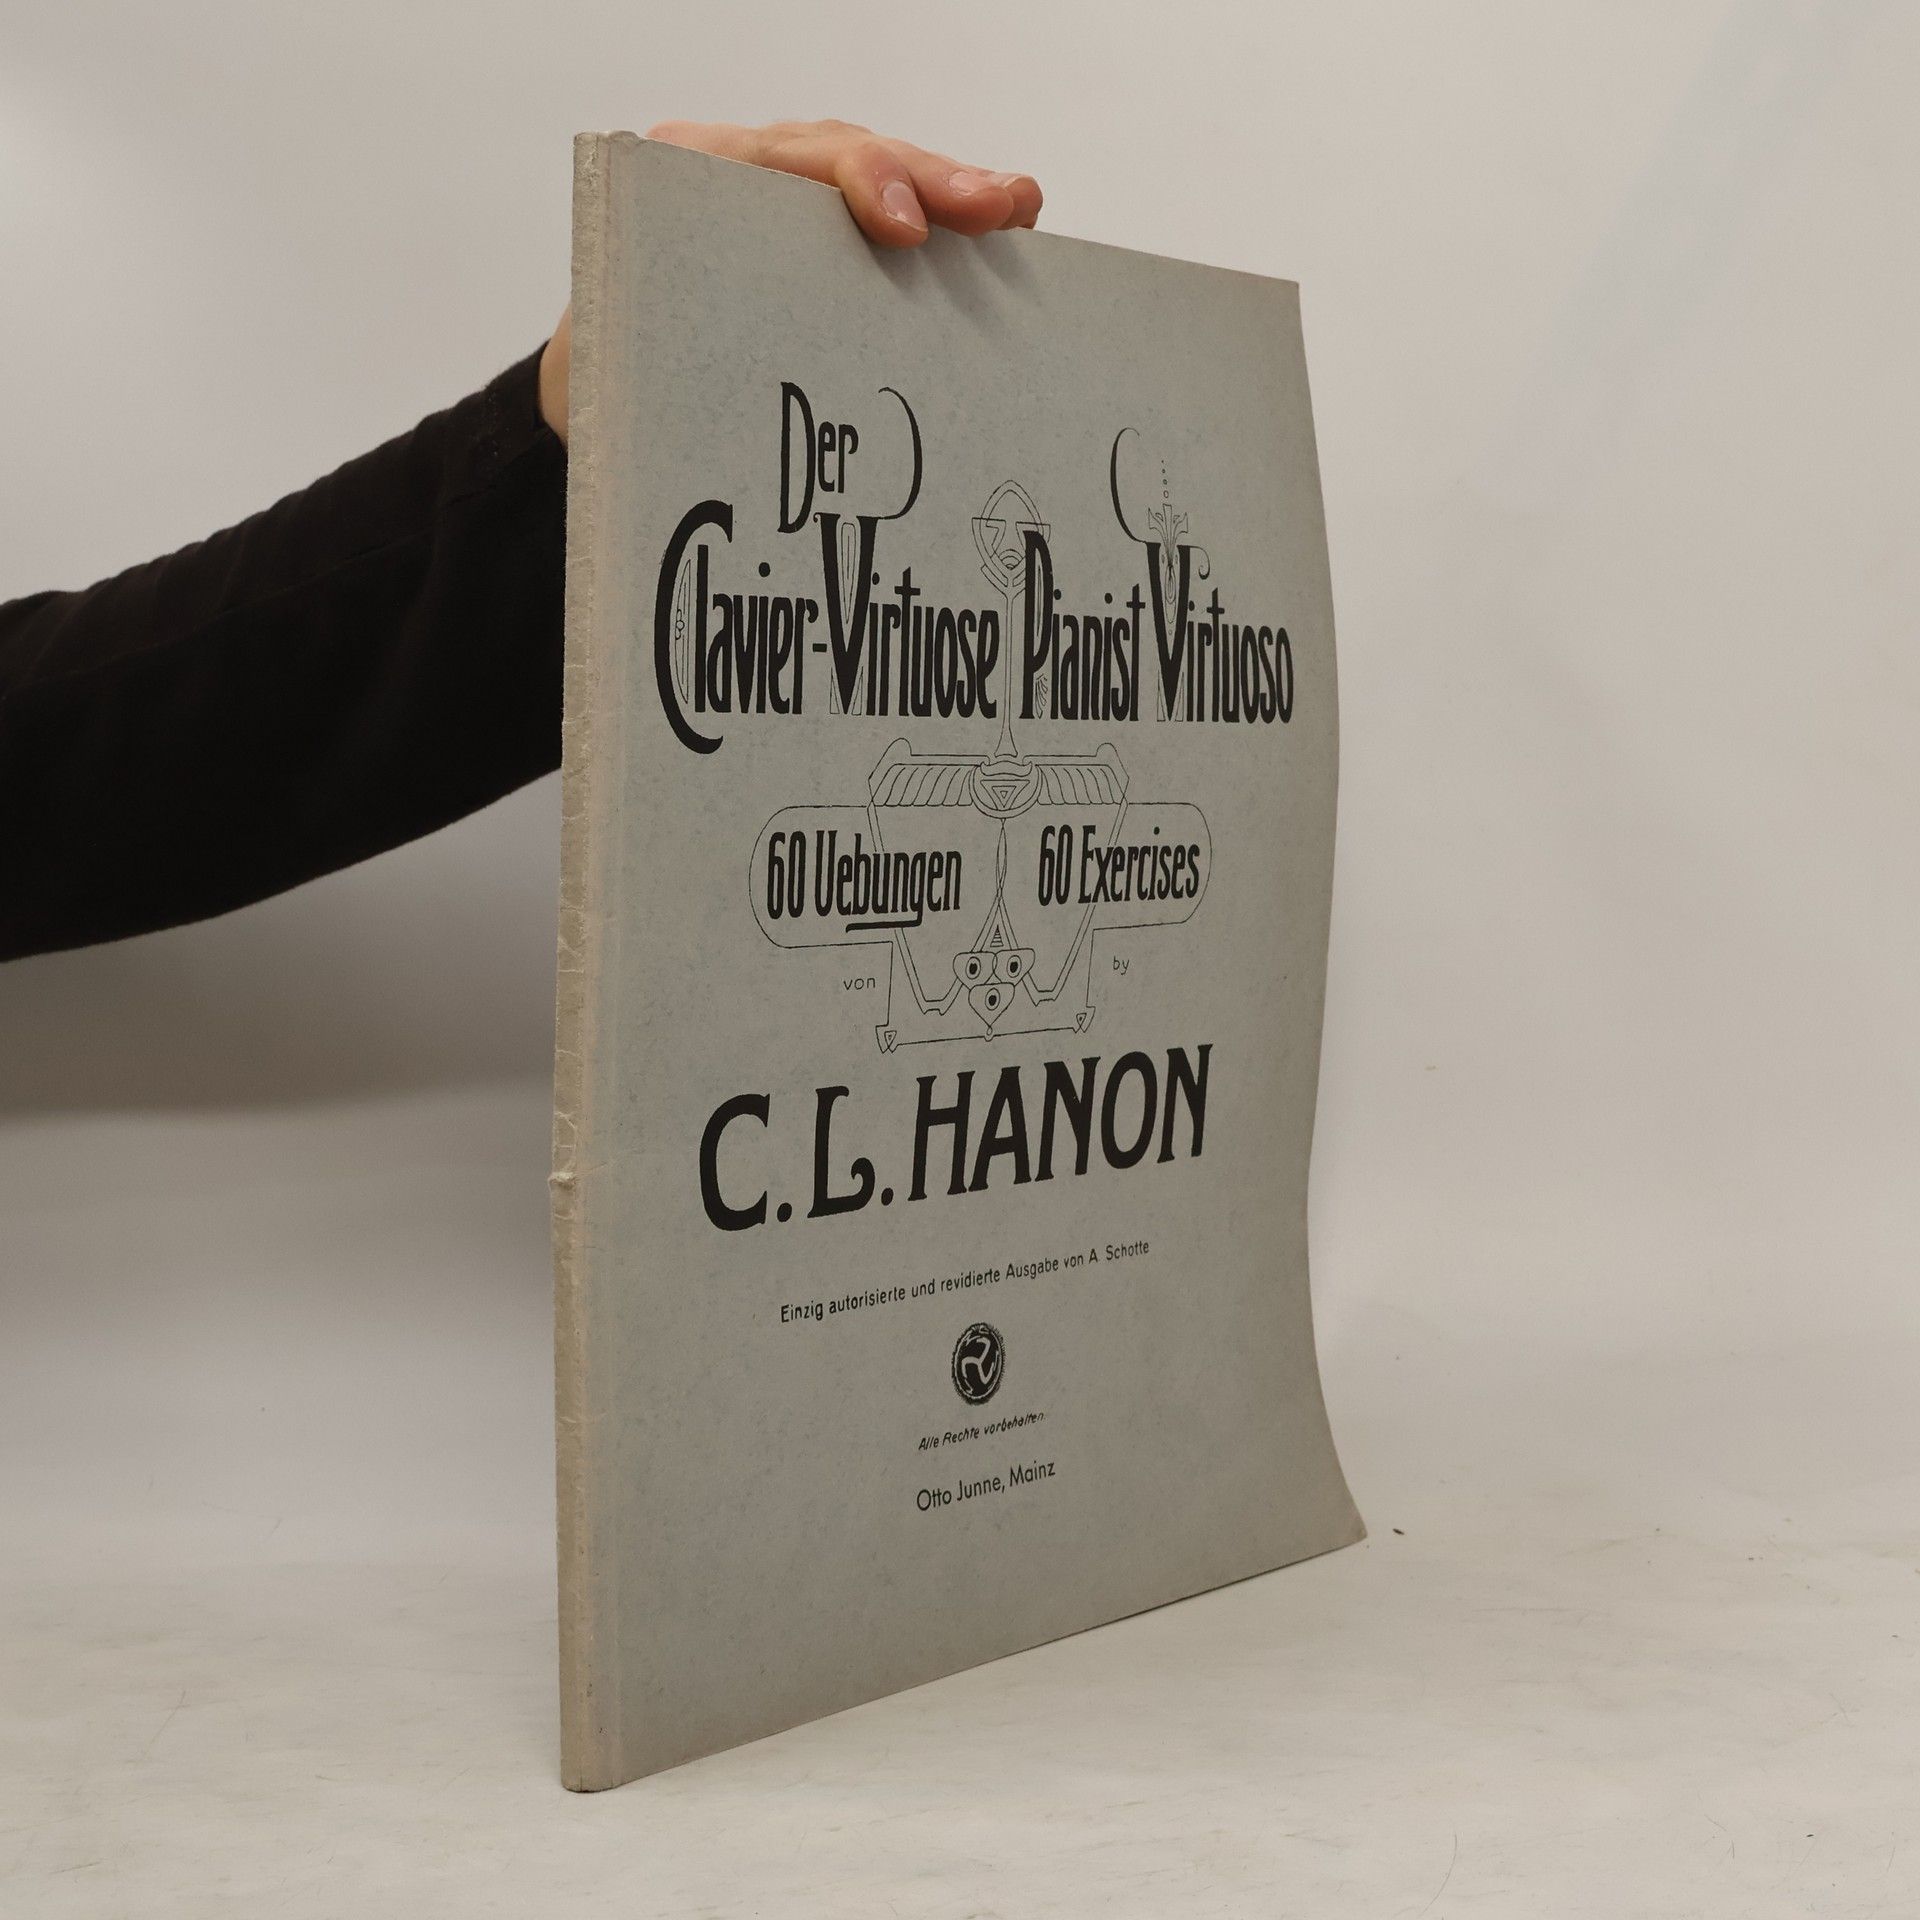 Der
Clavier-Virtuose Pianist Virtuoso
60 Uebungen 60 Exercises
von by
C. L. HANON
Einzig autorisierte und revidierte Ausgabe von A. Schotte
Alle Rechte vorbehalten.
Otto Junne, Mainz